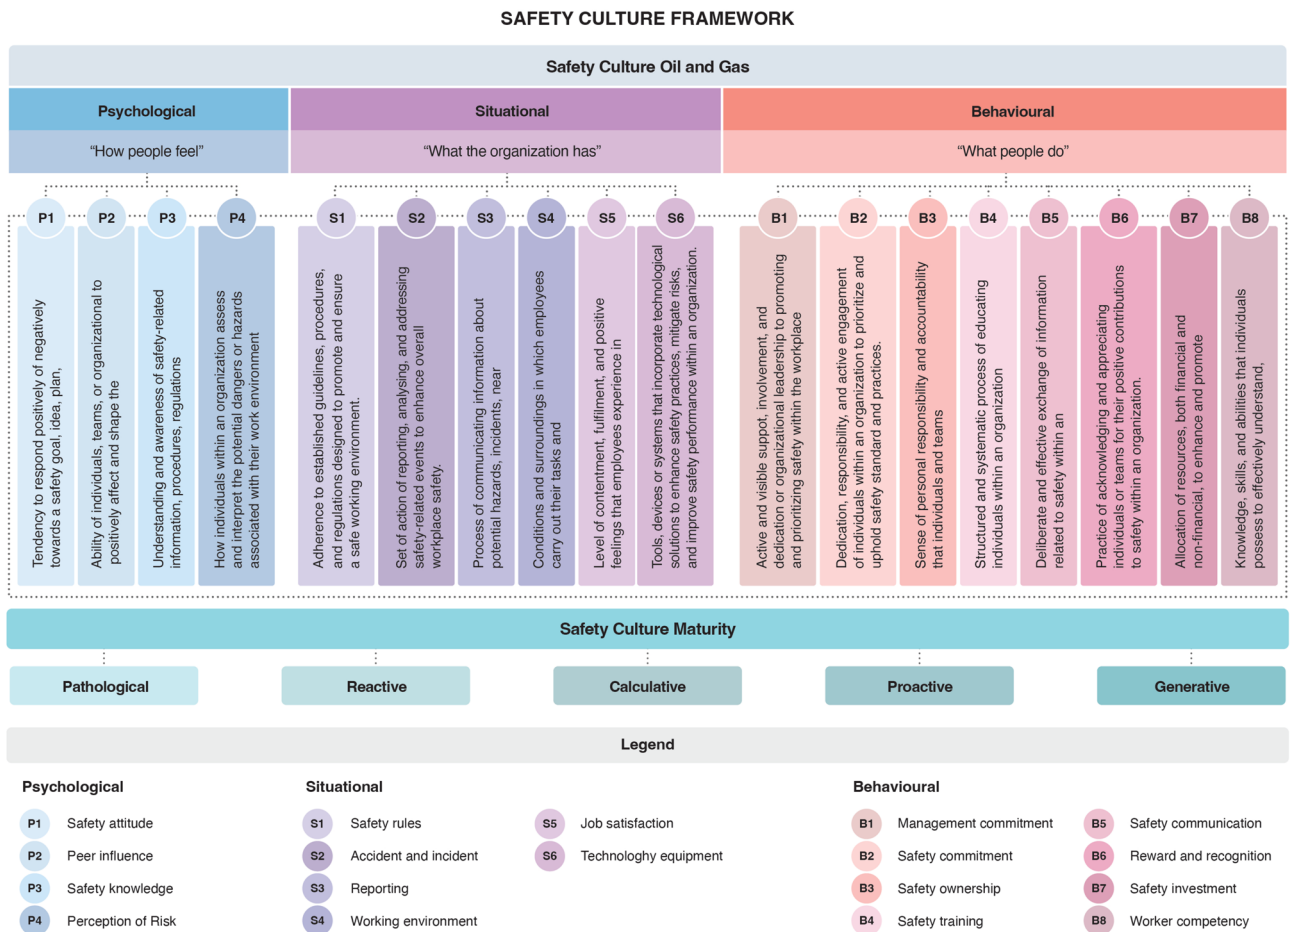 SAFETY CULTURE FRAMEWORK
Safety Culture Oil and Gas
Psychological
“How people feel”
Situational
“What the organization has”
Behavioural
“What people do”
P1
Tendency to respond positively of negatively
towards a safety goal, idea, plan,
P2
Ability of individuals, teams, or organizational to
positively affect and shape the
P3
Understanding and awareness of safety-related
information, procedures, regulations
P4
How individuals within an organization assess
and interpret the potential dangers or hazards
associated with their work environment
S1
Adherence to established guidelines, procedures,
and regulations designed to promote and ensure
a safe working environment.
S2
Set of action of reporting, analysing, and addressing
safety-related events to enhance overall
workplace safety.
S3
Process of communicating information about
potential hazards, incidents, near
S4
Conditions and surroundings in which employees
carry out their tasks and
S5
Level of contentment, fulfilment, and positive
feelings that employees experience in
S6
Tools, devices or systems that incorporate technological
solutions to enhance safety practices, mitigate risks,
and improve safety performance within an organization.
B1
Active and visible suppot, involvement, and
dedication or organizational leadership to promoting
and prioritizing safety within the workplace
B2
Dedication, responsibility, and active engagement
of individuals within an organization to prioritize and
uphold safety standard and practices.
B3
Sense of personal responsibility and accountability
that individuals and teams
B4
Structured and systematic process of educating
individuals within an organization
B5
Deliberate and effective exchange of information
related to safety within an
B6
Practice of acknowledging and appreciating
individuals or teams for their positive contributions
to safety within an organization.
B7
Allocation of resources, both financial and
non-financial, to enhance and promote
B8
Knowledge, skills, and abilities that individuals
possess to effectively understand,
Safety Culture Maturity
Pathological
Reactive
Calculative
Proactive
Generative
Legend
Psychological
P1 Safety attitude
P2 Peer influence
P3 Safety knowledge
P4 Perception of Risk
Situational
S1 Safety rules
S2 Accident and incident
S3 Reporting
S4 Working environment
S5 Job satisfaction
S6 Technologhy equipment
Behavioural
B1 Management commitment
B2 Safety commitment
B3 Safety ownership
B4 Safety training
B5 Safety communication
B6 Reward and recognition
B7 Safety investment
B8 Worker competency